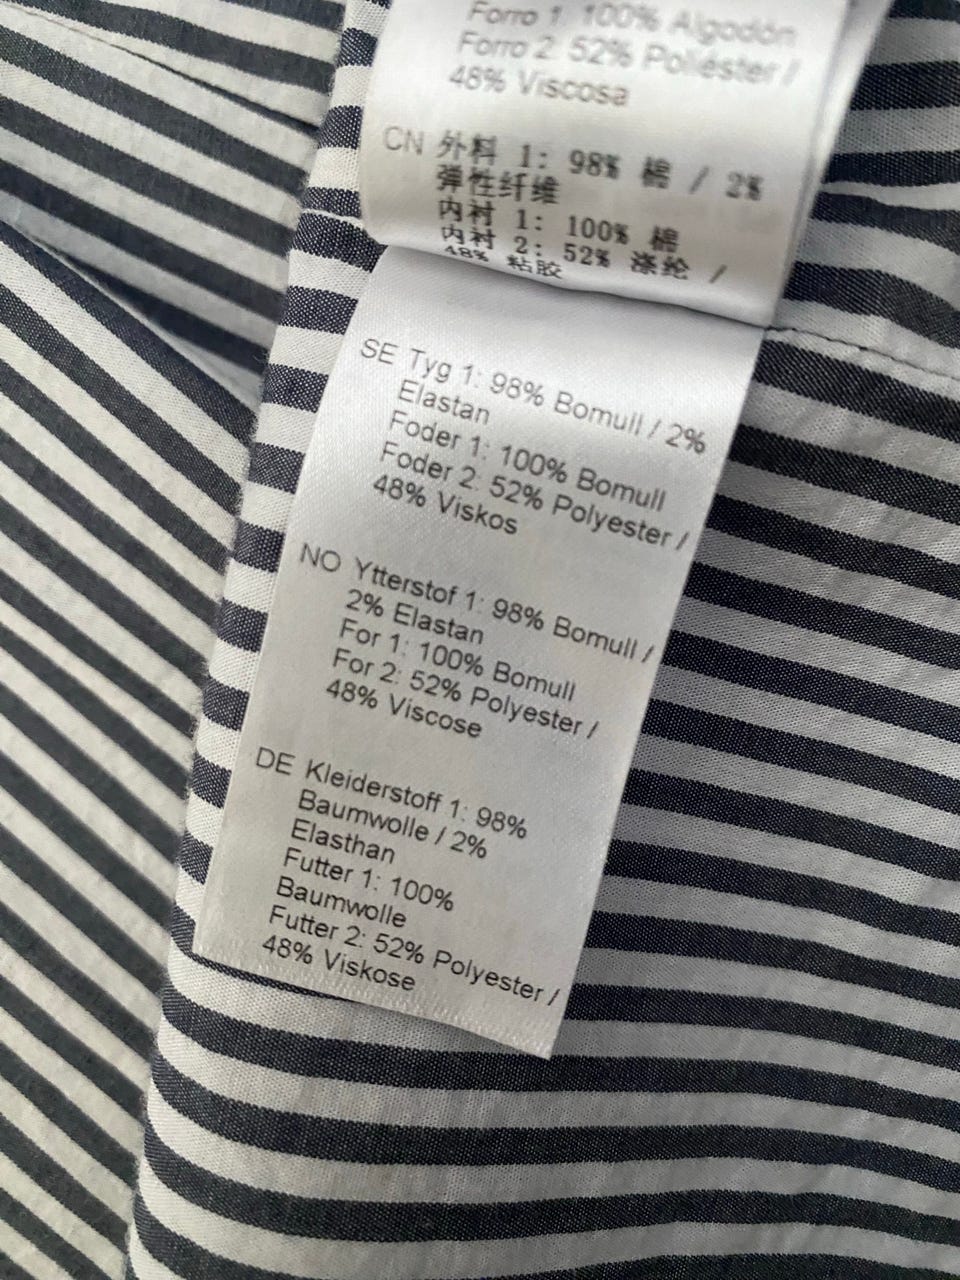 Forro 1: 100% Algodón
Forro 2: 52% Poliéster /
48% Viscosa
CN 外料 1: 98% 棉 / 2%
弹性纤维
内衬 1: 100% 棉
内衬 2: 52% 涤纶 /
48% 粘胶
SE Tyg 1: 98% Bomull / 2%
Elastan
Foder 1: 100% Bomull
Foder 2: 52% Polyester /
48% Viskos
NO Ytterstof 1: 98% Bomull /
2% Elastan
For 1: 100% Bomull
For 2: 52% Polyester /
48% Viscose
DE Kleiderstoff 1: 98%
Baumwolle / 2%
Elasthan
Futter 1: 100%
Baumwolle
Futter 2: 52% Polyester /
48% Viskose